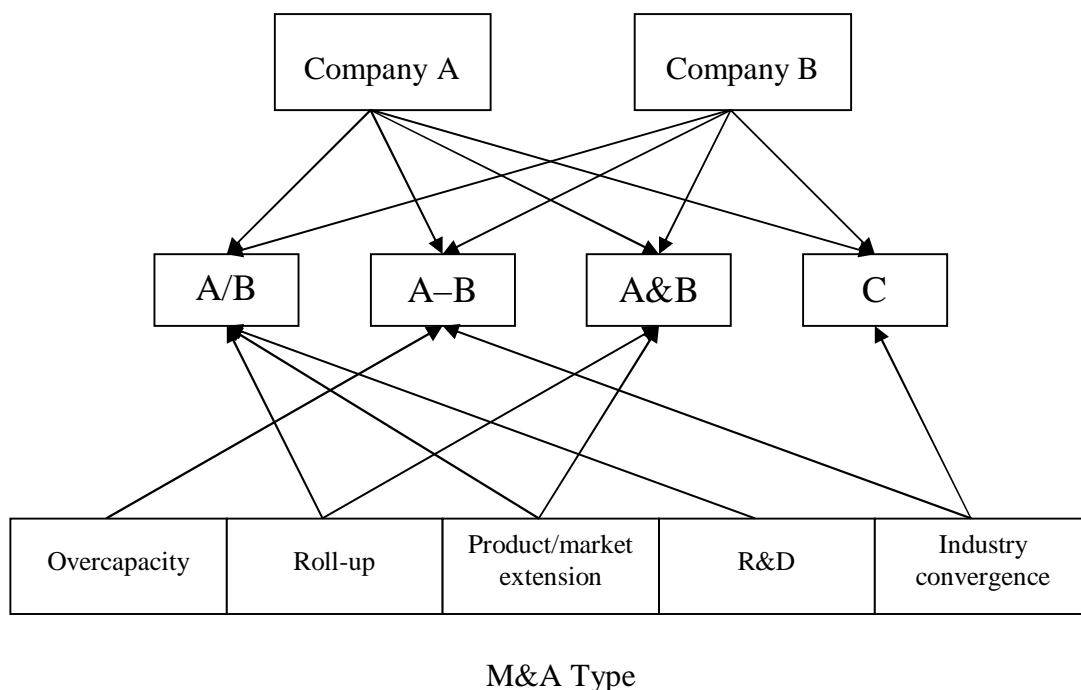 Company A
Company B
A/B
A–B
A&B
C
Overcapacity
Roll-up
Product/market
extension
R&D
Industry
convergence
M&A Type